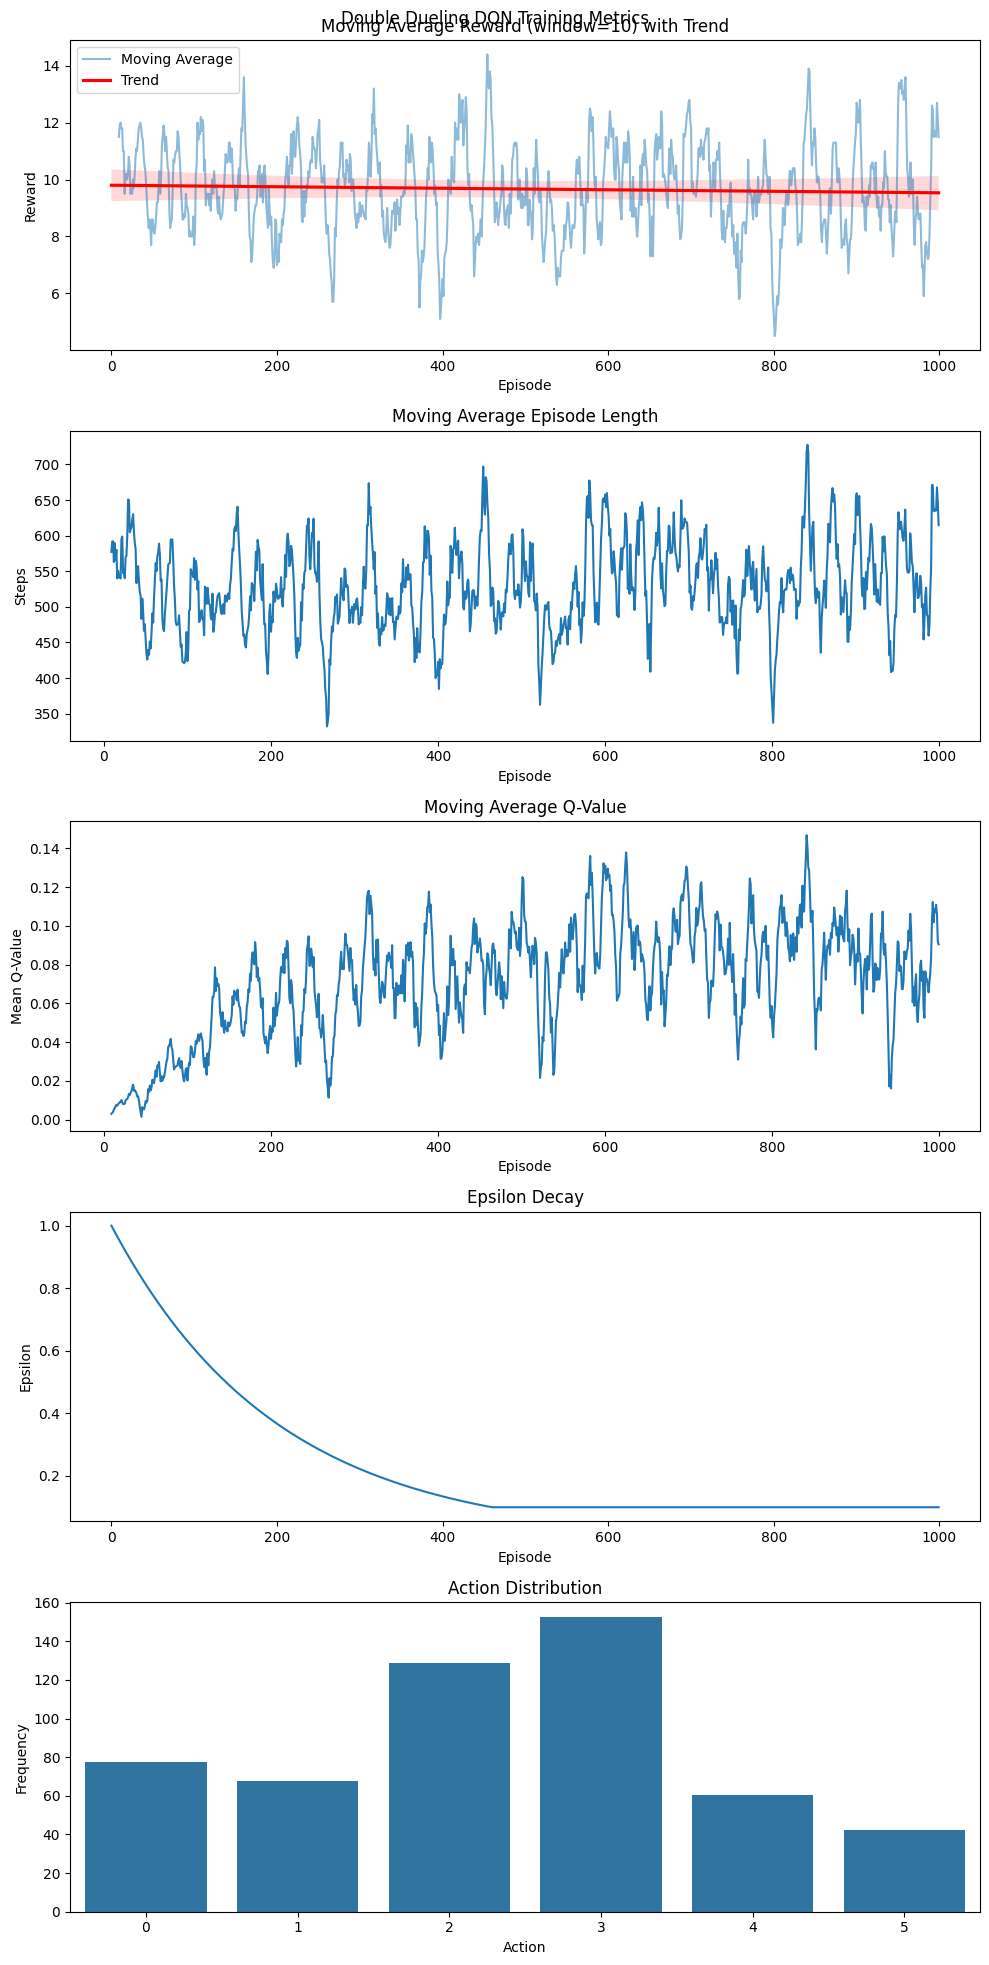 Double Dueling DQN Training Metrics
Moving Average Reward (window=10) with Trend
Moving Average
Trend
14
12
10
8
6
Reward
0 200 400 600 800 1000
Episode
Moving Average Episode Length
700
650
600
550
500
450
400
350
Steps
0 200 400 600 800 1000
Episode
Moving Average Q-Value
0.14
0.12
0.10
0.08
0.06
0.04
0.02
0.00
Mean Q-Value
0 200 400 600 800 1000
Episode
Epsilon Decay
1.0
0.8
0.6
0.4
0.2
Epsilon
0 200 400 600 800 1000
Episode
Action Distribution
160
140
120
100
80
60
40
20
0
Frequency
0 1 2 3 4 5
Action